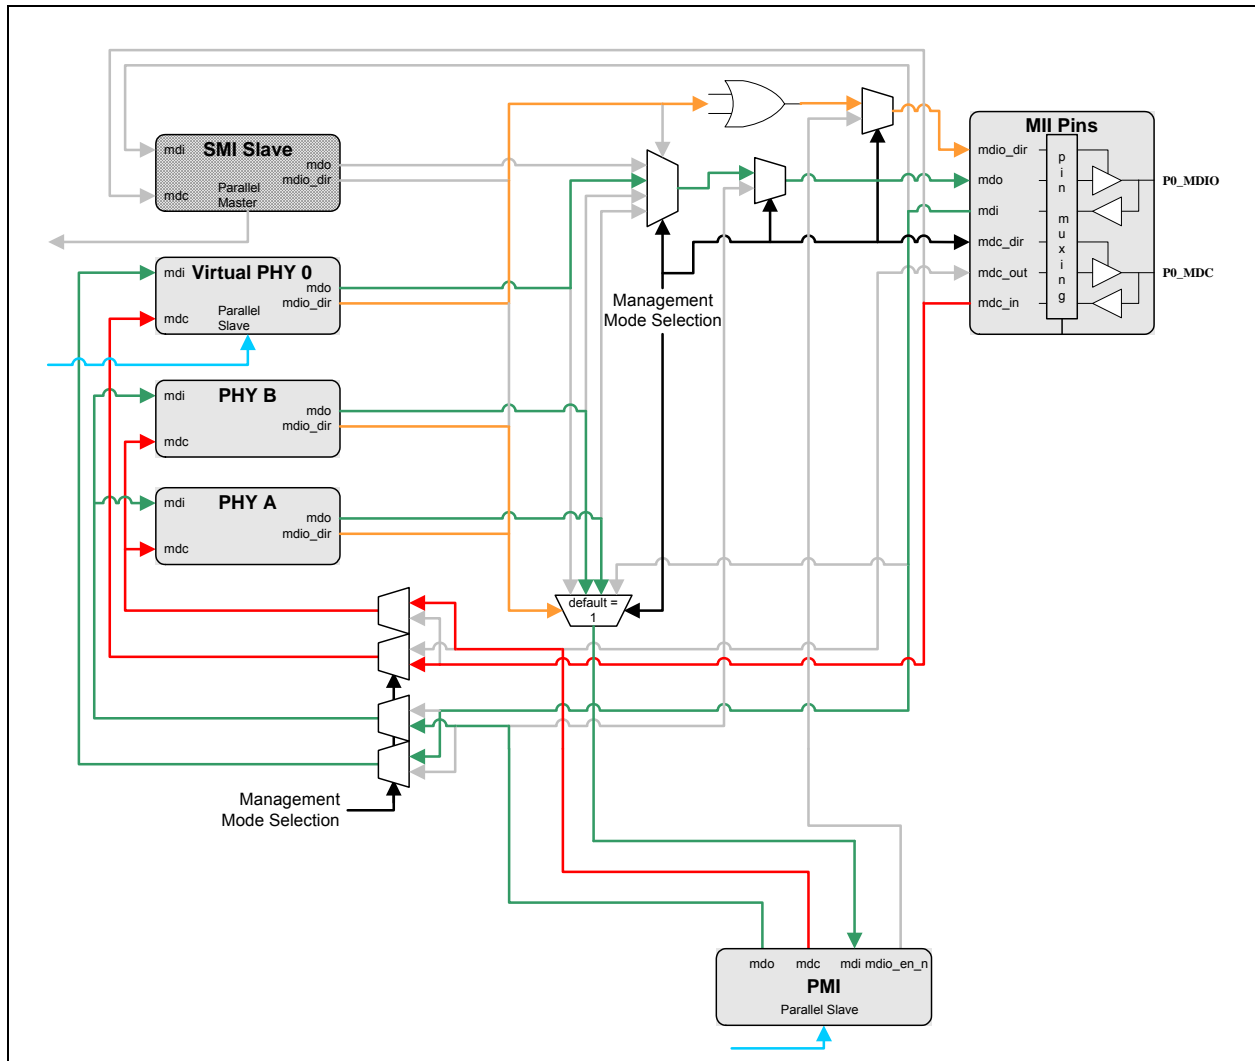 SMI Slave
mdi
mdo
mdio_dir
mdc
Parallel
Master
Virtual PHY 0
mdi
mdo
mdio_dir
mdc
Parallel
Slave
PHY B
mdi
mdo
mdio_dir
mdc
PHY A
mdi
mdo
mdio_dir
mdc
Management
Mode Selection
default =
1
Management
Mode Selection
MII Pins
mdio_dir
mdo
mdi
mdc_dir
mdc_out
mdc_in
pin muxing
P0_MDIO
P0_MDC
mdo mdc mdi mdio_en_n
PMI
Parallel Slave